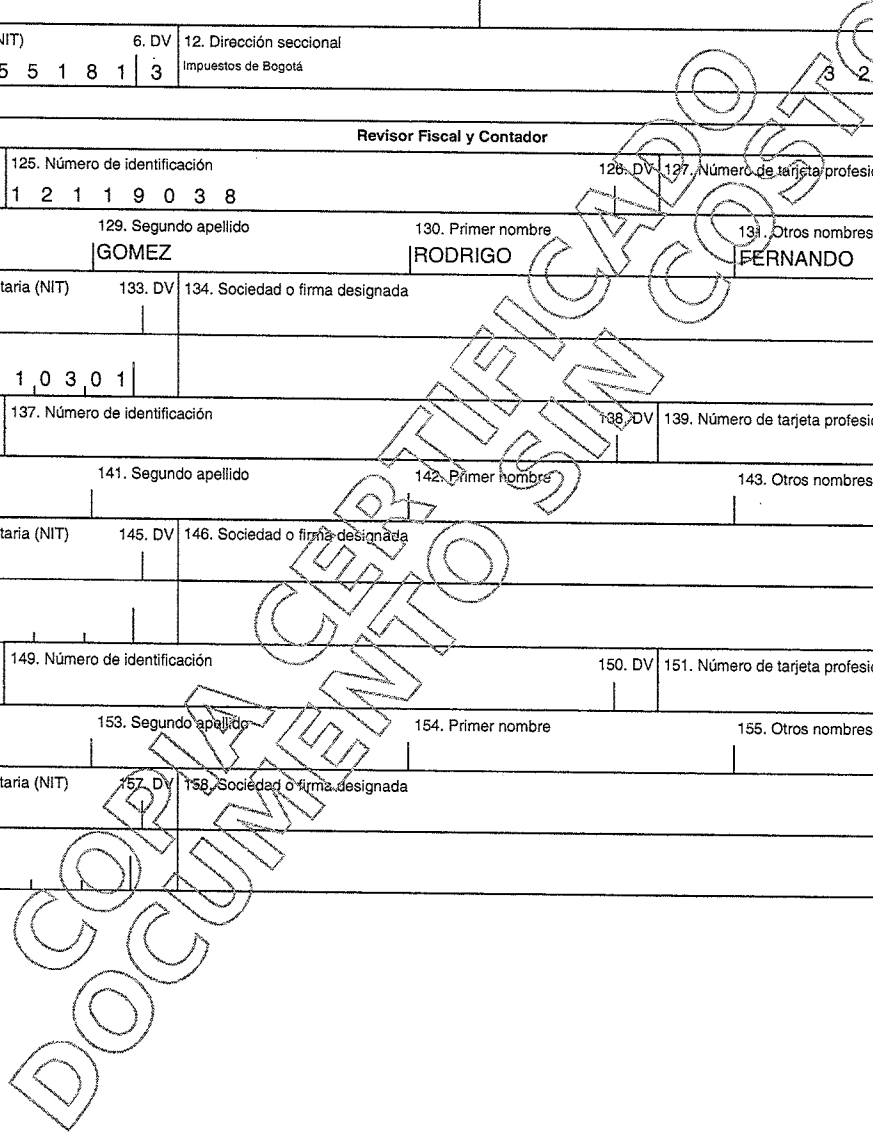 NIT) 6. DV 12. Dirección seccional
5 5 1 8 1 3 Impuestos de Bogotá 3 2
Revisor Fiscal y Contador
125. Número de identificación 126. DV 127. Número de tarjeta profesi
1 2 1 1 9 0 3 8
129. Segundo apellido 130. Primer nombre 131. Otros nombres
GOMEZ RODRIGO FERNANDO
taria (NIT) 133. DV 134. Sociedad o firma designada
1 0 3 0 1
137. Número de identificación 138. DV 139. Número de tarjeta profesi
141. Segundo apellido 142. Primer nombre 143. Otros nombres
taria (NIT) 145. DV 146. Sociedad o firma designada
149. Número de identificación 150. DV 151. Número de tarjeta profesi
153. Segundo apellido 154. Primer nombre 155. Otros nombres
taria (NIT) 157. DV 158. Sociedad o firma designada
COPIA CERTIFICADO
DOCUMENTO SIN COSTO